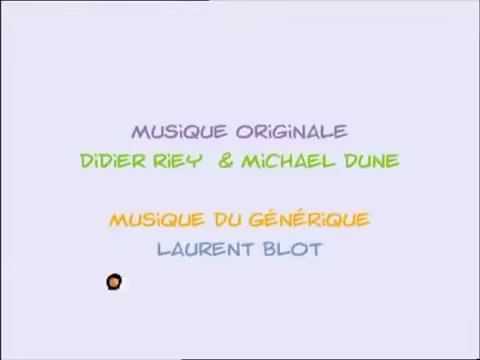 MUSiQUE ORiGiNALE
DiDiER RiEY & MiCHAEL DUNE
MUSiQUE DU GÉNÉRiQUE
LAURENT BLOT